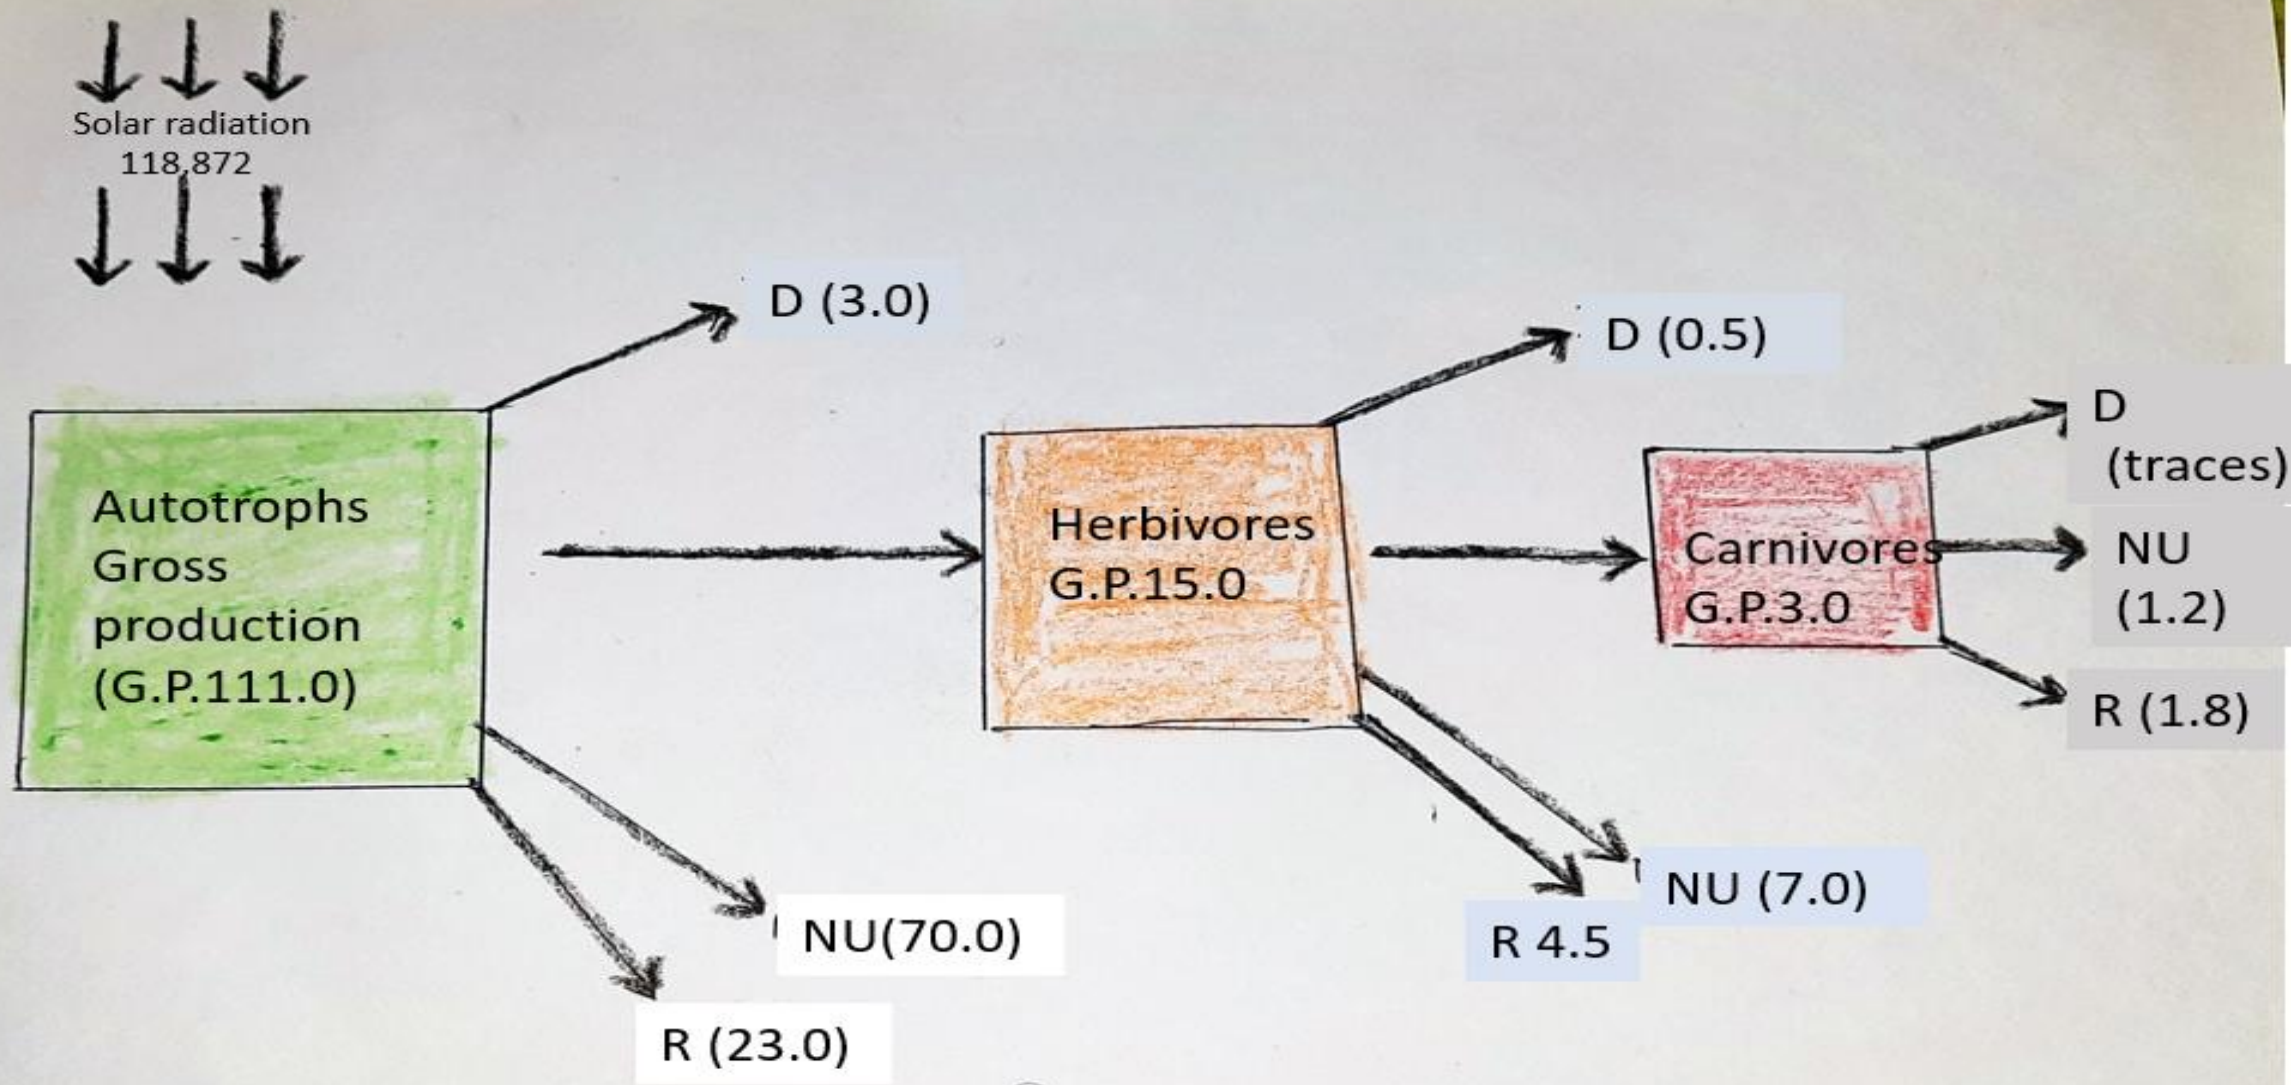 Solar radiation
118,872
D (3.0)
D (0.5)
Autotrophs
Gross
production
(G.P.111.0)
Herbivores
G.P.15.0
Carnivores
G.P.3.0
D
(traces)
NU
(1.2)
R (1.8)
NU(70.0)
R (23.0)
NU (7.0)
R 4.5